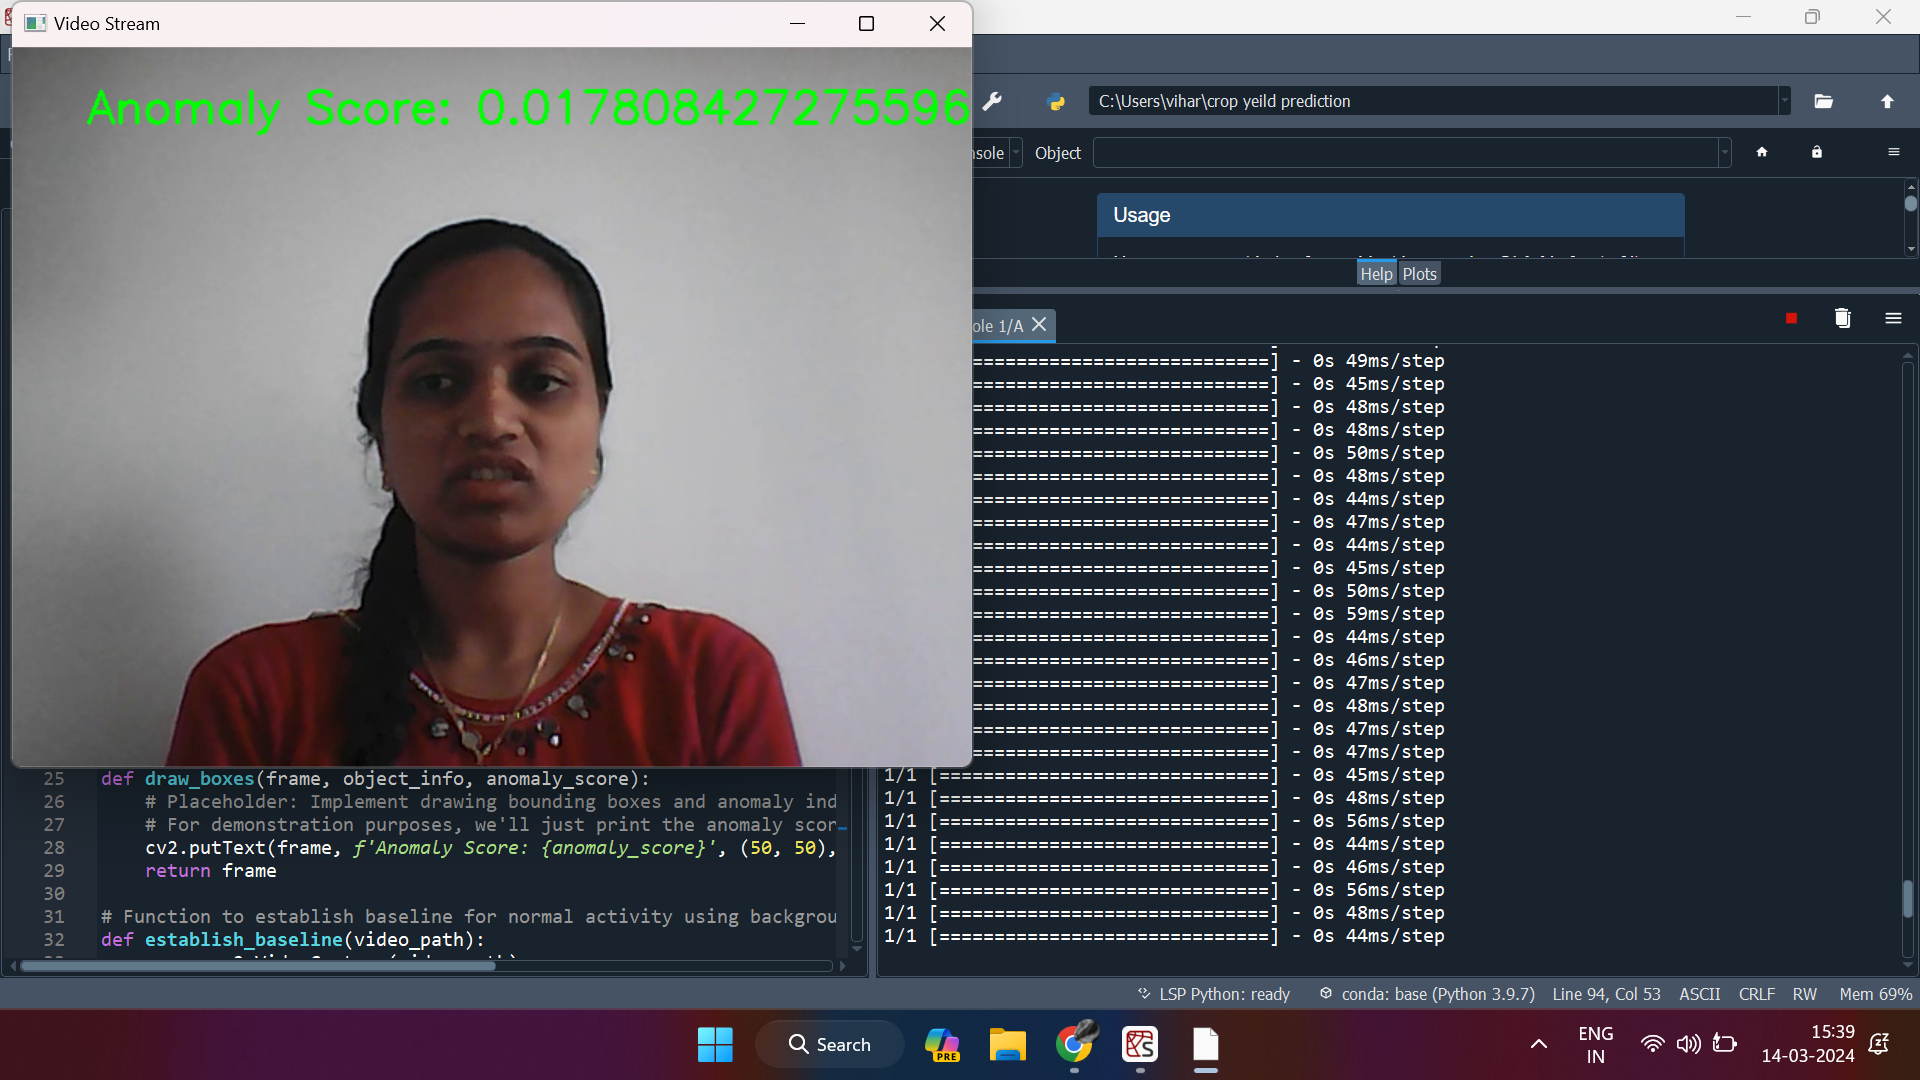 Video Stream
Anomaly Score: 0.017808427275596
C:\Users\vihar\crop yeild prediction
Object
Usage
Help Plots
1/A
=] - 0s 49ms/step
=] - 0s 45ms/step
=] - 0s 48ms/step
=] - 0s 48ms/step
=] - 0s 50ms/step
=] - 0s 48ms/step
=] - 0s 44ms/step
=] - 0s 47ms/step
=] - 0s 44ms/step
=] - 0s 45ms/step
=] - 0s 50ms/step
=] - 0s 59ms/step
=] - 0s 44ms/step
=] - 0s 46ms/step
=] - 0s 47ms/step
=] - 0s 48ms/step
=] - 0s 47ms/step
=] - 0s 47ms/step
1/1 [==============================] - 0s 45ms/step
1/1 [==============================] - 0s 48ms/step
1/1 [==============================] - 0s 56ms/step
1/1 [==============================] - 0s 44ms/step
1/1 [==============================] - 0s 46ms/step
1/1 [==============================] - 0s 56ms/step
1/1 [==============================] - 0s 48ms/step
1/1 [==============================] - 0s 44ms/step
25 def draw_boxes(frame, object_info, anomaly_score):
26 # Placeholder: Implement drawing bounding boxes and anomaly ind
27 # For demonstration purposes, we'll just print the anomaly scor
28 cv2.putText(frame, f'Anomaly Score: {anomaly_score}', (50, 50),
29 return frame
30
31 # Function to establish baseline for normal activity using backgrou
32 def establish_baseline(video_path):
LSP Python: ready conda: base (Python 3.9.7) Line 94, Col 53 ASCII CRLF RW Mem 69%
Search
PRE
ENG
IN
15:39
14-03-2024